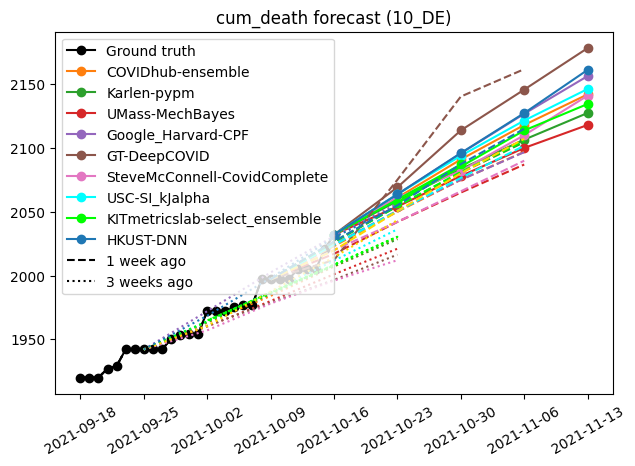 cum_death forecast (10_DE)
Ground truth
COVIDhub-ensemble
Karlen-pypm
UMass-MechBayes
Google_Harvard-CPF
GT-DeepCOVID
SteveMcConnell-CovidComplete
USC-SI_kJalpha
KITmetricslab-select_ensemble
HKUST-DNN
1 week ago
3 weeks ago
2150
2100
2050
2000
1950
2021-09-18
2021-09-25
2021-10-02
2021-10-09
2021-10-16
2021-10-23
2021-10-30
2021-11-06
2021-11-13